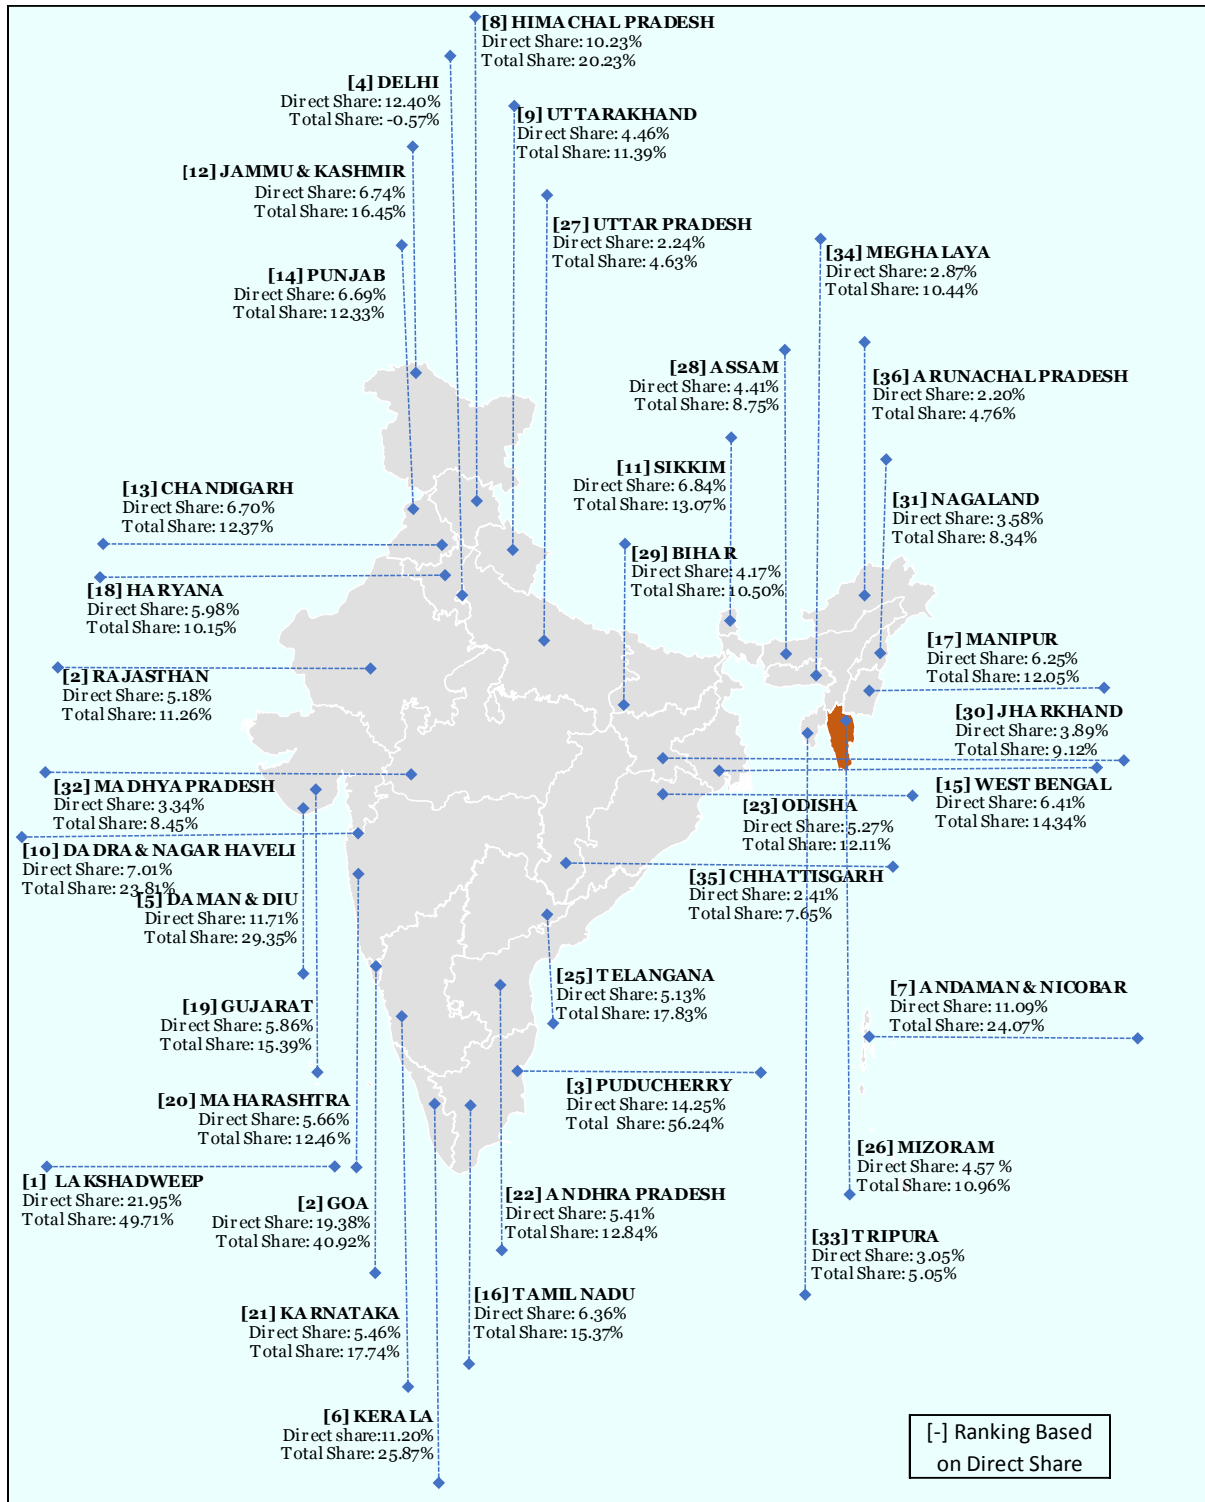 [8] HIMACHAL PRADESH
Direct Share: 10.23%
Total Share: 20.23%
[4] DELHI
Direct Share: 12.40%
Total Share: -0.57%
[9] UTTARAKHAND
Direct Share: 4.46%
Total Share: 11.39%
[12] JAMMU & KASHMIR
Direct Share: 6.74%
Total Share: 16.45%
[27] UTTAR PRADESH
Direct Share: 2.24%
Total Share: 4.63%
[34] MEGHALAYA
Direct Share: 2.87%
Total Share: 10.44%
[14] PUNJAB
Direct Share: 6.69%
Total Share: 12.33%
[28] ASSAM
Direct Share: 4.41%
Total Share: 8.75%
[36] ARUNACHAL PRADESH
Direct Share: 2.20%
Total Share: 4.76%
[11] SIKKIM
Direct Share: 6.84%
Total Share: 13.07%
[13] CHANDIGARH
Direct Share: 6.70%
Total Share: 12.37%
[31] NAGALAND
Direct Share: 3.58%
Total Share: 8.34%
[29] BIHAR
Direct Share: 4.17%
Total Share: 10.50%
[18] HARYANA
Direct Share: 5.98%
Total Share: 10.15%
[17] MANIPUR
Direct Share: 6.25%
Total Share: 12.05%
[2] RAJASTHAN
Direct Share: 5.18%
Total Share: 11.26%
[30] JHARKHAND
Direct Share: 3.89%
Total Share: 9.12%
[32] MADHYA PRADESH
Direct Share: 3.34%
Total Share: 8.45%
[15] WEST BENGAL
Direct Share: 6.41%
Total Share: 14.34%
[23] ODISHA
Direct Share: 5.27%
Total Share: 12.11%
[10] DADRA & NAGAR HAVELI
Direct Share: 7.01%
Total Share: 23.81%
[35] CHHATTISGARH
Direct Share: 2.41%
Total Share: 7.65%
[5] DAMAN & DIU
Direct Share: 11.71%
Total Share: 29.35%
[25] TELANGANA
Direct Share: 5.13%
Total Share: 17.83%
[7] ANDAMAN & NICOBAR
Direct Share: 11.09%
Total Share: 24.07%
[19] GUJARAT
Direct Share: 5.86%
Total Share: 15.39%
[3] PUDUCHERRY
Direct Share: 14.25%
Total Share: 56.24%
[20] MAHARASHTRA
Direct Share: 5.66%
Total Share: 12.46%
[26] MIZORAM
Direct Share: 4.57 %
Total Share: 10.96%
[1] LAKSHADWEEP
Direct Share: 21.95%
Total Share: 49.71%
[2] GOA
Direct Share: 19.38%
Total Share: 40.92%
[22] ANDHRA PRADESH
Direct Share: 5.41%
Total Share: 12.84%
[33] TRIPURA
Direct Share: 3.05%
Total Share: 5.05%
[16] TAMIL NADU
Direct Share: 6.36%
Total Share: 15.37%
[21] KARNATAKA
Direct Share: 5.46%
Total Share: 17.74%
[6] KERALA
Direct share:11.20%
Total Share: 25.87%
[-] Ranking Based
on Direct Share